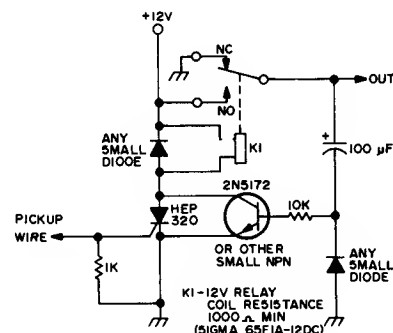 +12V
NC
OUT
NO
+
ANY
SMALL
DIODE
K1
100 µF
2N5172
PICKUP
WIRE
HEP
320
10K
1K
OR OTHER
SMALL NPN
ANY
SMALL
DIODE
K1-12V RELAY
COIL RESISTANCE
1000 Ω MIN
(SIGMA 65F1A-12DC)